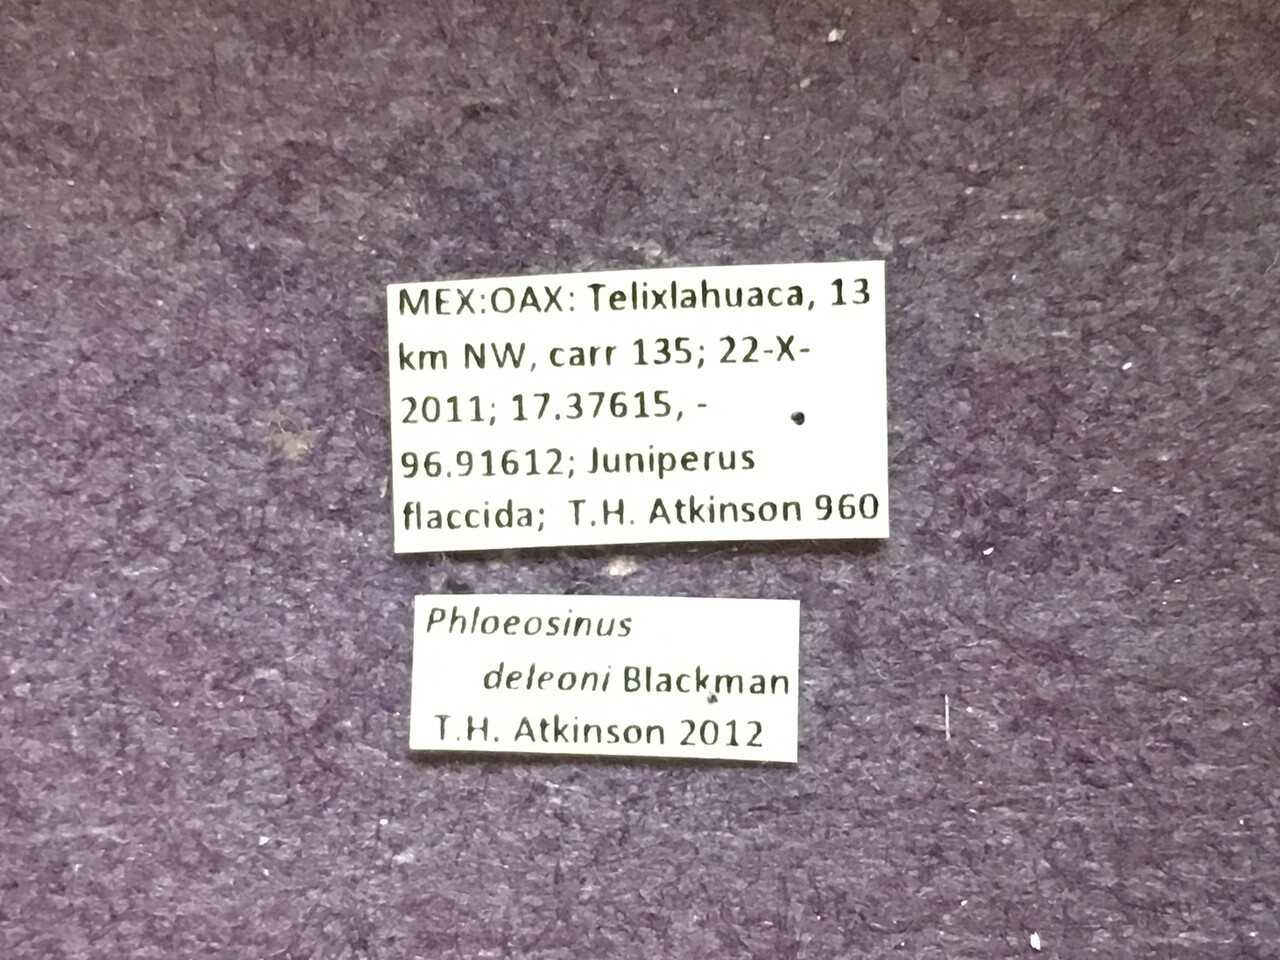 MEX:OAX: Telixlahuaca, 13
km NW, carr 135; 22-X-
2011; 17.37615, -
96.91612; Juniperus
flaccida;  T.H. Atkinson 960
Phloeosinus
deleoni Blackman
T.H. Atkinson 2012